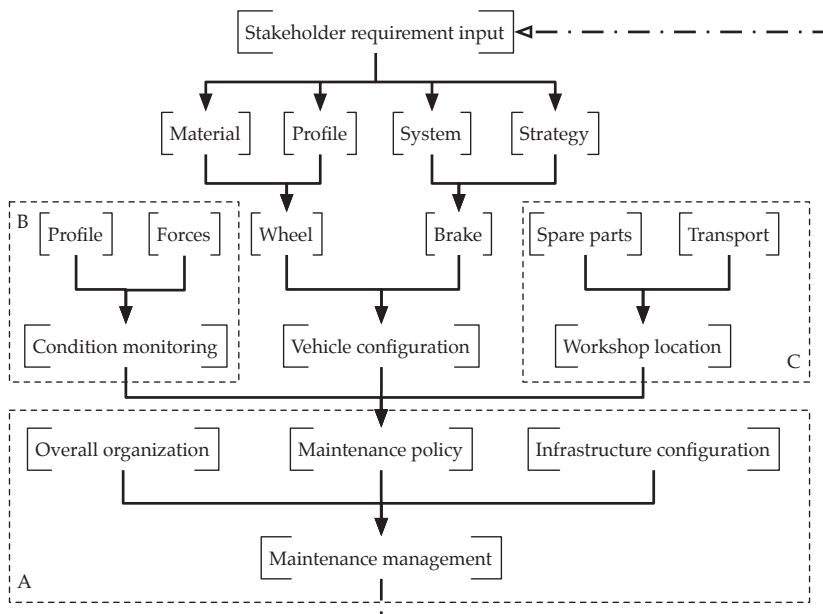 Stakeholder requirement input
Material Profile System Strategy
B
Profile Forces Wheel Brake Spare parts Transport
Condition monitoring Vehicle configuration Workshop location
C
Overall organization Maintenance policy Infrastructure configuration
Maintenance management
A